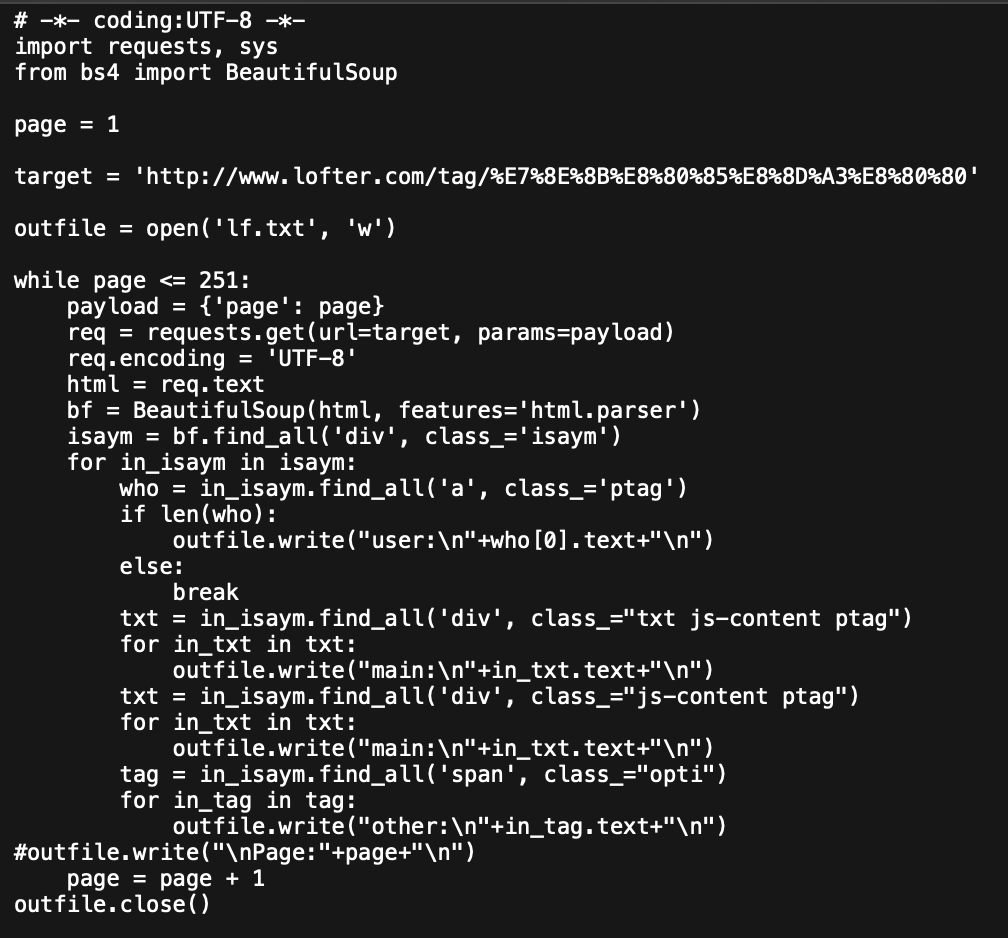 # -*- coding:UTF-8 -*-
import requests, sys
from bs4 import BeautifulSoup

page = 1

target = 'http://www.lofter.com/tag/%E7%8E%8B%E8%80%85%E8%8D%A3%E8%80%80'

outfile = open('lf.txt', 'w')

while page <= 251:
    payload = {'page': page}
    req = requests.get(url=target, params=payload)
    req.encoding = 'UTF-8'
    html = req.text
    bf = BeautifulSoup(html, features='html.parser')
    isaym = bf.find_all('div', class_='isaym')
    for in_isaym in isaym:
        who = in_isaym.find_all('a', class_='ptag')
        if len(who):
            outfile.write("user:\n"+who[0].text+"\n")
        else:
            break
        txt = in_isaym.find_all('div', class_="txt js-content ptag")
        for in_txt in txt:
            outfile.write("main:\n"+in_txt.text+"\n")
        txt = in_isaym.find_all('div', class_="js-content ptag")
        for in_txt in txt:
            outfile.write("main:\n"+in_txt.text+"\n")
        tag = in_isaym.find_all('span', class_="opti")
        for in_tag in tag:
            outfile.write("other:\n"+in_tag.text+"\n")
#outfile.write("\nPage:"+page+"\n")
    page = page + 1
outfile.close()